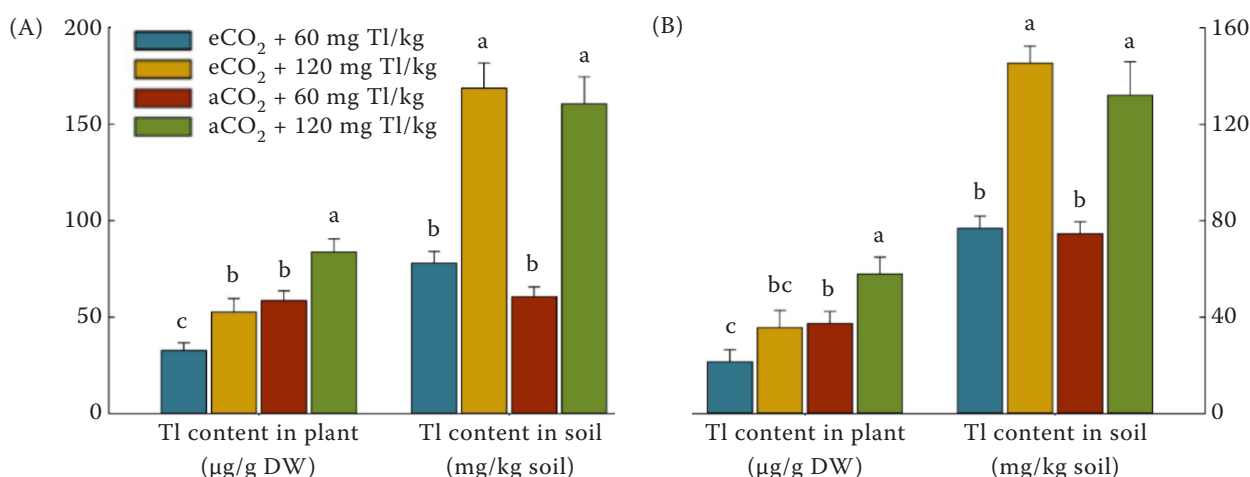 (A)
200
150
100
50
0
eCO₂ + 60 mg Tl/kg
eCO₂ + 120 mg Tl/kg
aCO₂ + 60 mg Tl/kg
aCO₂ + 120 mg Tl/kg
c
b
b
a
b
a
b
a
Tl content in plant
(µg/g DW)
Tl content in soil
(mg/kg soil)
(B)
c
bc
b
a
b
a
b
a
160
120
80
40
0
Tl content in plant
(µg/g DW)
Tl content in soil
(mg/kg soil)